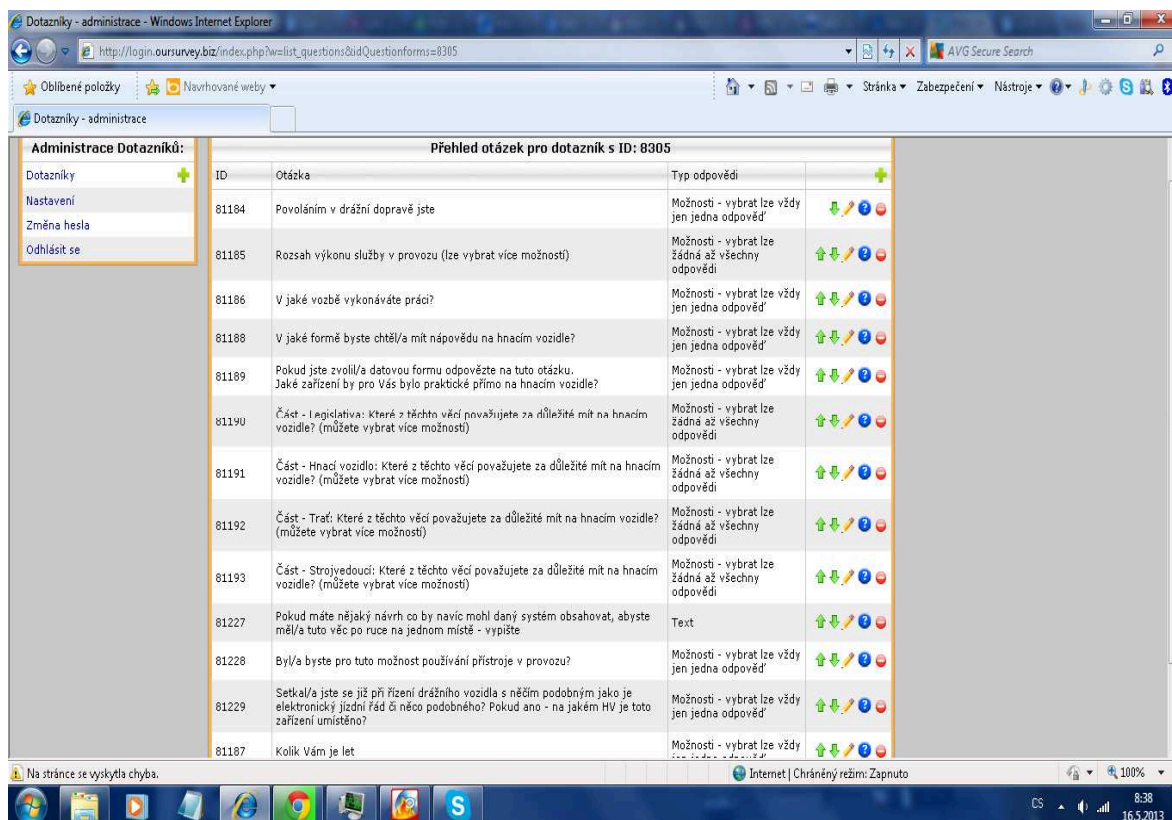 Dotazníky - administrace - Windows Internet Explorer
http://login.oursurvey.biz/index.php?w=list_questions&idQuestionforms=8305
AVG Secure Search
Oblíbené položky
Navrhované weby
Stránka
Zabezpečení
Nástroje
Dotazníky - administrace
Administrace Dotazníků:
Dotazníky
Nastavení
Změna hesla
Odhlásit se
Přehled otázek pro dotazník s ID: 8305
ID Otázka Typ odpovědi
81184 Povoláním v drážní dopravě jste Možnosti - vybrat lze vždy
jen jedna odpověď
81185 Rozsah výkonu služby v provozu (lze vybrat více možností) Možnosti - vybrat lze
žádná až všechny
odpovědi
81186 V jaké vozbě vykonáváte práci? Možnosti - vybrat lze vždy
jen jedna odpověď
81188 V jaké formě byste chtěl/a mít nápovědu na hnacím vozidle? Možnosti - vybrat lze vždy
jen jedna odpověď
81189 Pokud jste zvolil/a datovou formu odpovězte na tuto otázku.
Jaké zařízení by pro Vás bylo praktické přímo na hnacím vozidle?
Možnosti - vybrat lze vždy
jen jedna odpověď
81190 Část - Legislativa: Které z těchto věcí považujete za důležité mít na hnacím
vozidle? (můžete vybrat více možností)
Možnosti - vybrat lze
žádná až všechny
odpovědi
81191 Část - Hnací vozidlo: Které z těchto věcí považujete za důležité mít na hnacím
vozidle? (můžete vybrat více možností)
Možnosti - vybrat lze
žádná až všechny
odpovědi
81192 Část - Trať: Které z těchto věcí považujete za důležité mít na hnacím vozidle?
(můžete vybrat více možností)
Možnosti - vybrat lze
žádná až všechny
odpovědi
81193 Část - Strojvedoucí: Které z těchto věcí považujete za důležité mít na hnacím
vozidle? (můžete vybrat více možností)
Možnosti - vybrat lze
žádná až všechny
odpovědi
81227 Pokud máte nějaký návrh co by navíc mohl daný systém obsahovat, abyste
měl/a tuto věc po ruce na jednom místě - vypište
Text
81228 Byl/a byste pro tuto možnost používání přístroje v provozu? Možnosti - vybrat lze vždy
jen jedna odpověď
81229 Setkal/a jste se již při řízení drážního vozidla s něčím podobným jako je
elektronický jízdní řád či něco podobného? Pokud ano - na jakém HV je toto
zařízení umístěno?
Možnosti - vybrat lze vždy
jen jedna odpověď
81187 Kolik Vám je let Možnosti - vybrat lze vždy
Na stránce se vyskytla chyba.
Internet | Chráněný režim: Zapnuto
100%
CS
8:38
16.5.2013